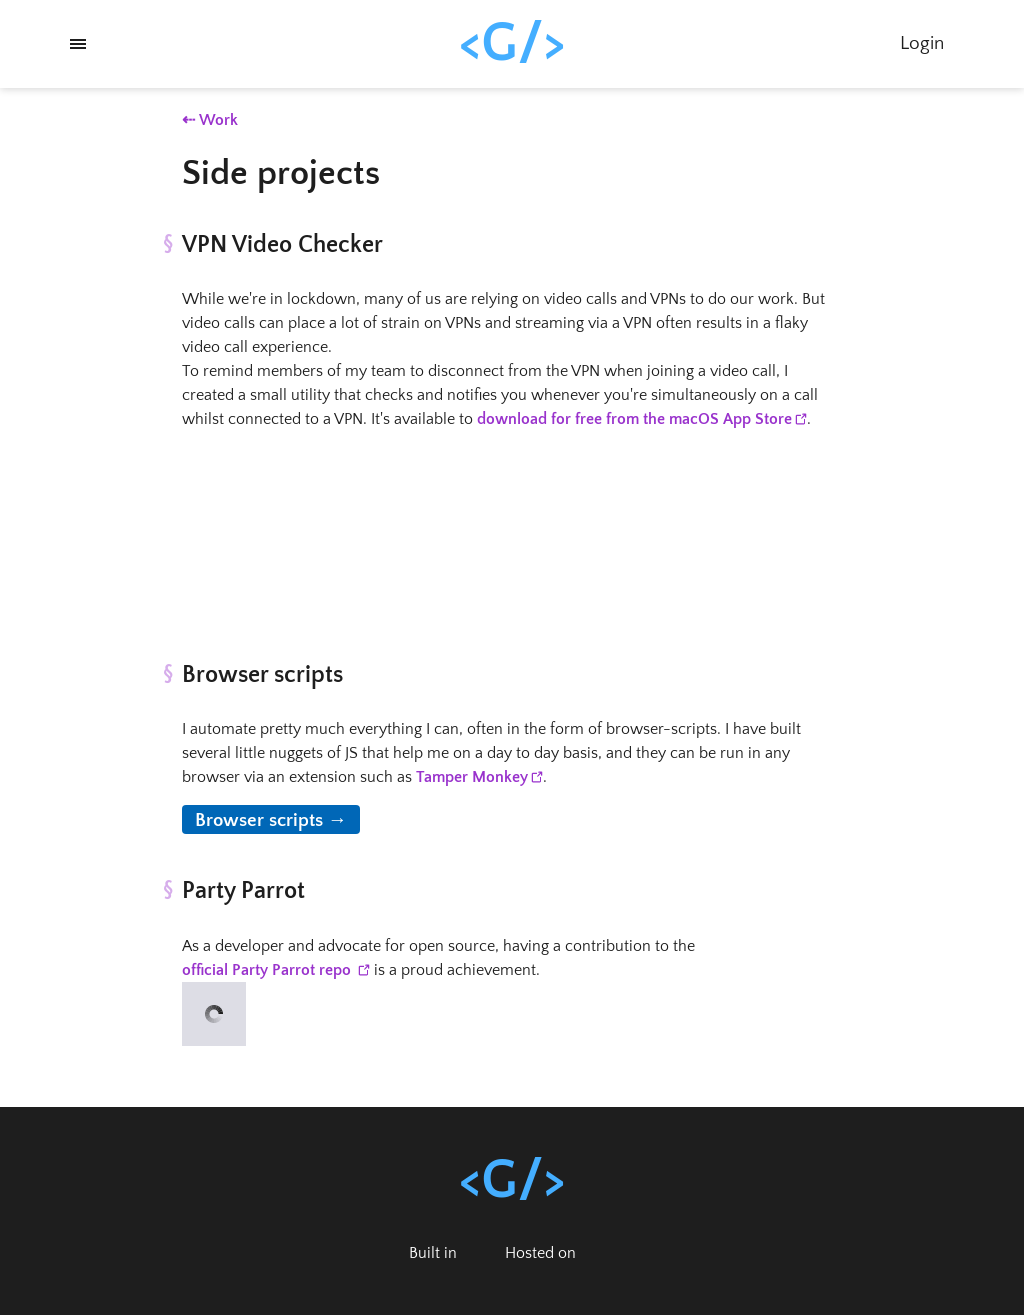 <G/>
Login
⇠ Work
Side projects
§ VPN Video Checker
While we're in lockdown, many of us are relying on video calls and VPNs to do our work. But
video calls can place a lot of strain on VPNs and streaming via a VPN often results in a flaky
video call experience.
To remind members of my team to disconnect from the VPN when joining a video call, I
created a small utility that checks and notifies you whenever you're simultaneously on a call
whilst connected to a VPN. It's available to download for free from the macOS App Store.
§ Browser scripts
I automate pretty much everything I can, often in the form of browser-scripts. I have built
several little nuggets of JS that help me on a day to day basis, and they can be run in any
browser via an extension such as Tamper Monkey.
Browser scripts →
§ Party Parrot
As a developer and advocate for open source, having a contribution to the
official Party Parrot repo is a proud achievement.
<G/>
Built in
Hosted on